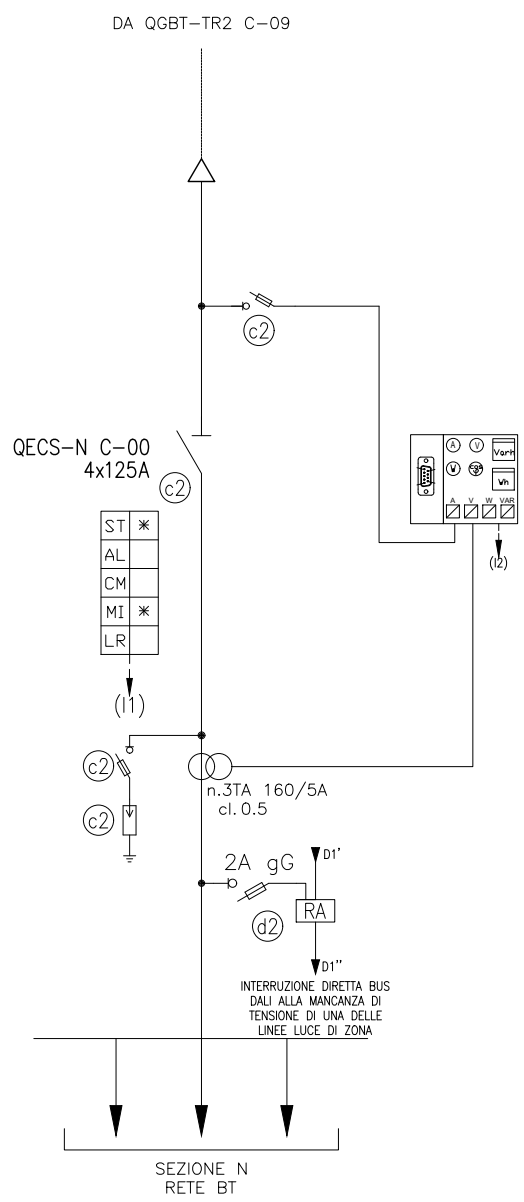 DA QGBT-TR2 C-09
c2
QECS-N C-00
4x125A
c2
A V Varh
W Cosφ Wh
A V W VAR
(I2)
ST *
AL
CM
MI *
LR
(I1)
c2
n.3TA 160/5A
cl.0.5
c2
2A gG
D1'
RA
d2
D1''
INTERRUZIONE DIRETTA BUS
DALI ALLA MANCANZA DI
TENSIONE DI UNA DELLE
LINEE LUCE DI ZONA
SEZIONE N
RETE BT